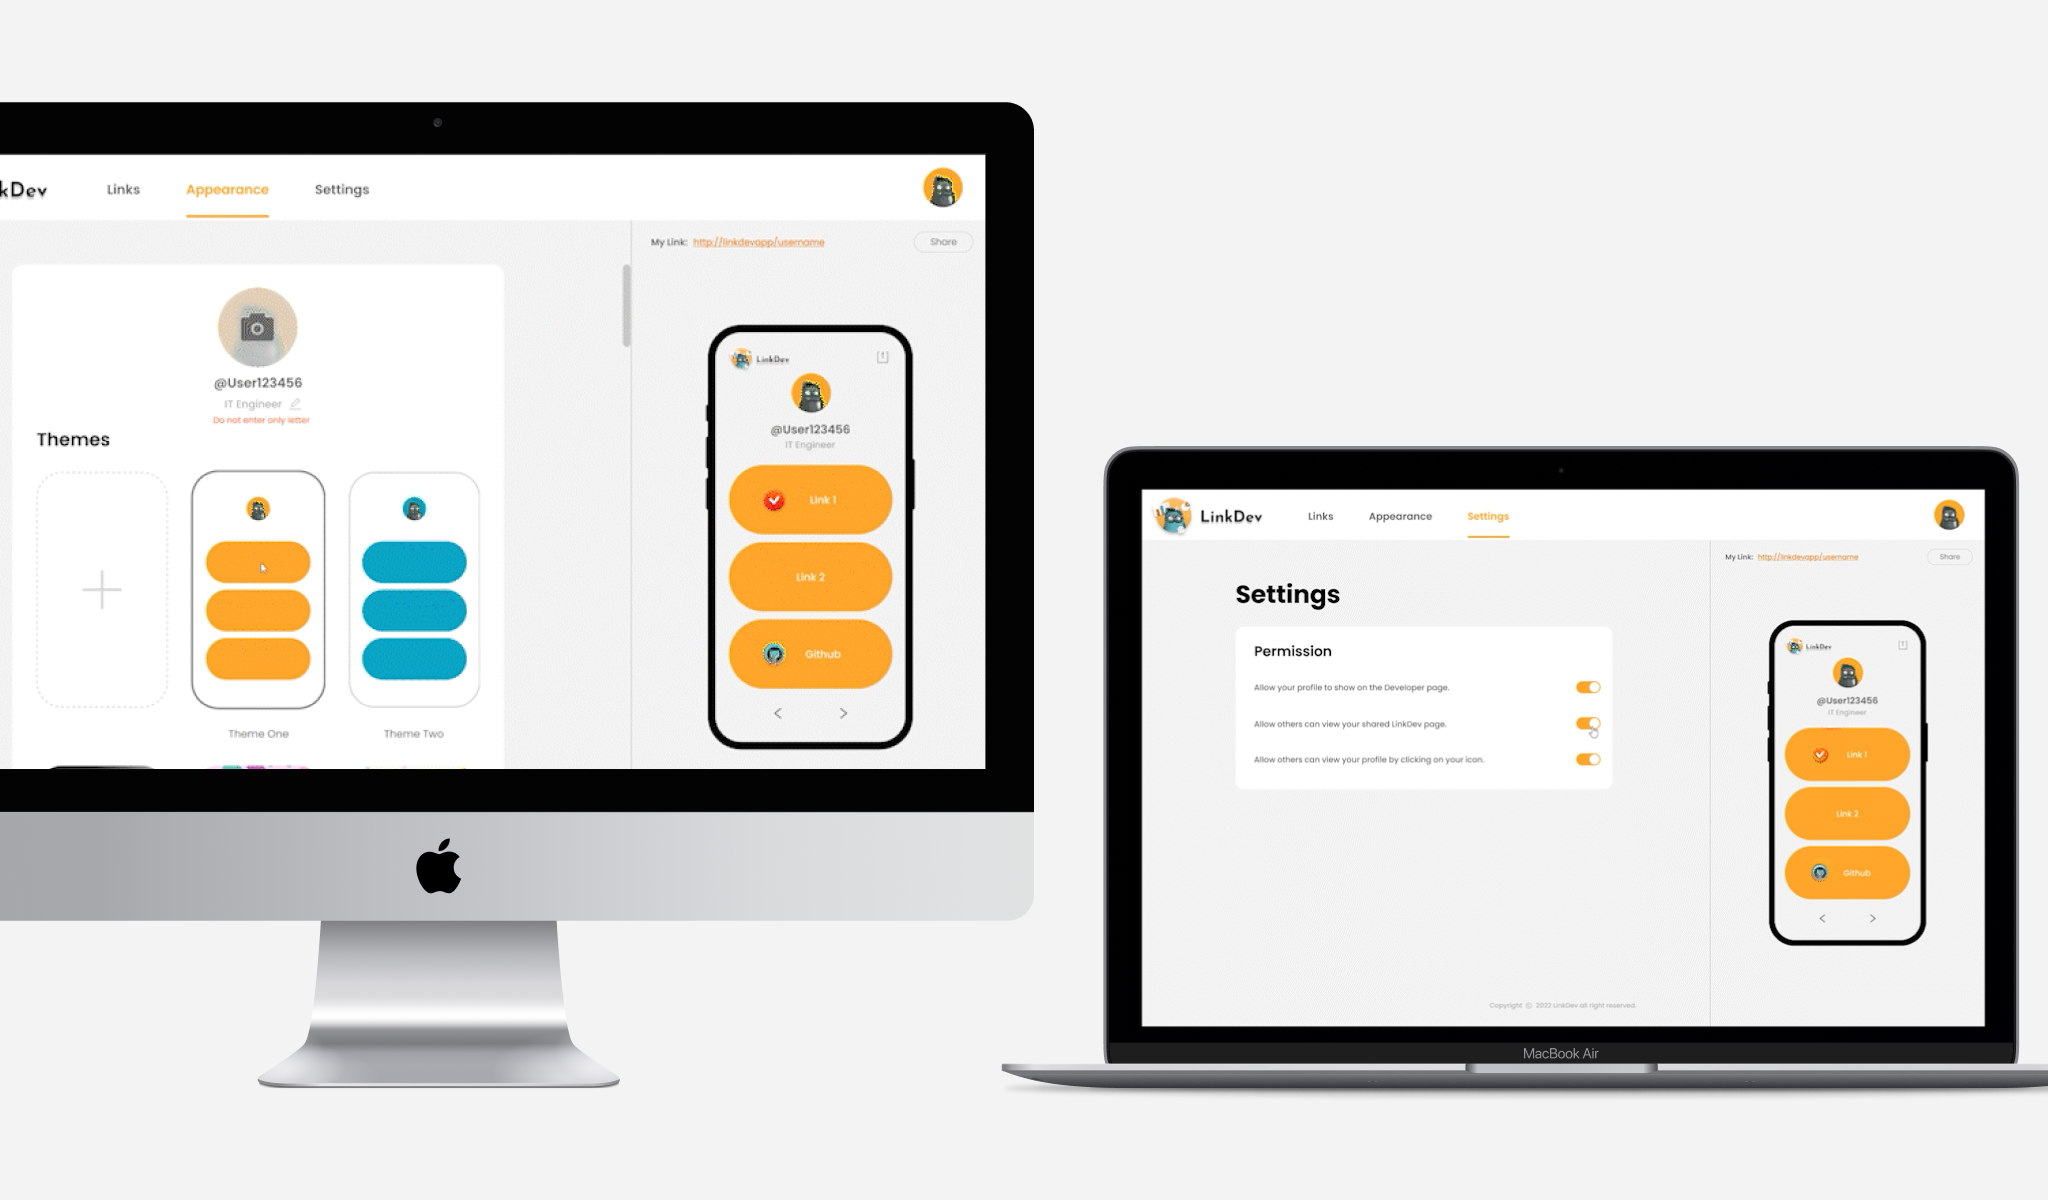 kDev
Links
Appearance
Settings
My Link: http://linkdevapp/username
Share
@User123456
IT Engineer
Do not enter only letter
Themes
Theme One
Theme Two
LinkDev
@User123456
IT Engineer
Link 1
Link 2
Github
<
>
LinkDev
Links
Appearance
Settings
My Link: http://linkdevapp/username
Share
Settings
Permission
Allow your profile to show on the Developer page.
Allow others can view your shared LinkDev page.
Allow others can view your profile by clicking on your icon.
Copyright © 2022 LinkDev all right reserved.
LinkDev
@User123456
IT Engineer
Link 1
Link 2
Github
<
>
MacBook Air